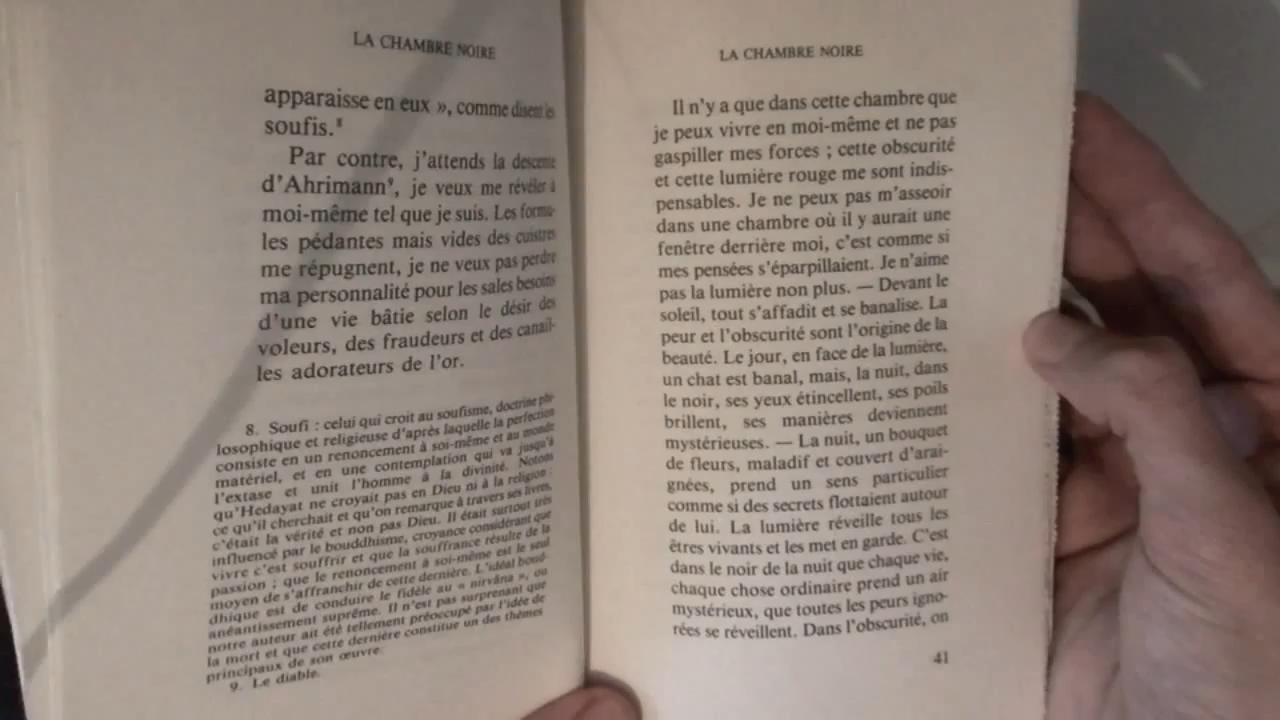 LA CHAMBRE NOIRE
apparaisse en eux », comme disent les
soufis.⁸
Par contre, j'attends la descente
d'Ahrimann⁹, je veux me révéler à
moi-même tel que je suis. Les formu-
les pédantes mais vides des cuistres
me répugnent, je ne veux pas perdre
ma personnalité pour les sales besoins
d'une vie bâtie selon le désir des
voleurs, des fraudeurs et des canail-
les adorateurs de l'or.
8. Soufi : celui qui croit au soufisme, doctrine phi-
losophique et religieuse d'après laquelle la perfection
consiste en un renoncement à soi-même et au monde
matériel, et en une contemplation qui va jusqu'à
l'extase et unit l'homme à la divinité. Notons
qu'Hedayat ne croyait pas en Dieu ni à la religion :
ce qu'il cherchait et qu'on remarque à travers ses livres,
c'était la vérité et non pas Dieu. Il était surtout très
influencé par le bouddhisme, croyance considérant que
vivre c'est souffrir et que la souffrance résulte de la
passion ; que le renoncement à soi-même est le seul
moyen de s'affranchir de cette dernière. L'idéal boud-
dhique est de conduire le fidèle au « nirvâna », ou
anéantissement suprême. Il n'est pas surprenant que
notre auteur ait été tellement préoccupé par l'idée de
la mort et que cette dernière constitue un des thèmes
principaux de son œuvre.
9. Le diable.
LA CHAMBRE NOIRE
Il n'y a que dans cette chambre que
je peux vivre en moi-même et ne pas
gaspiller mes forces ; cette obscurité
et cette lumière rouge me sont indis-
pensables. Je ne peux pas m'asseoir
dans une chambre où il y aurait une
fenêtre derrière moi, c'est comme si
mes pensées s'éparpillaient. Je n'aime
pas la lumière non plus. — Devant le
soleil, tout s'affadit et se banalise. La
peur et l'obscurité sont l'origine de la
beauté. Le jour, en face de la lumière,
un chat est banal, mais, la nuit, dans
le noir, ses yeux étincellent, ses poils
brillent, ses manières deviennent
mystérieuses. — La nuit, un bouquet
de fleurs, maladif et couvert d'arai-
gnées, prend un sens particulier
comme si des secrets flottaient autour
de lui. La lumière réveille tous les
êtres vivants et les met en garde. C'est
dans le noir de la nuit que chaque vie,
chaque chose ordinaire prend un air
mystérieux, que toutes les peurs igno-
rées se réveillent. Dans l'obscurité, on
41